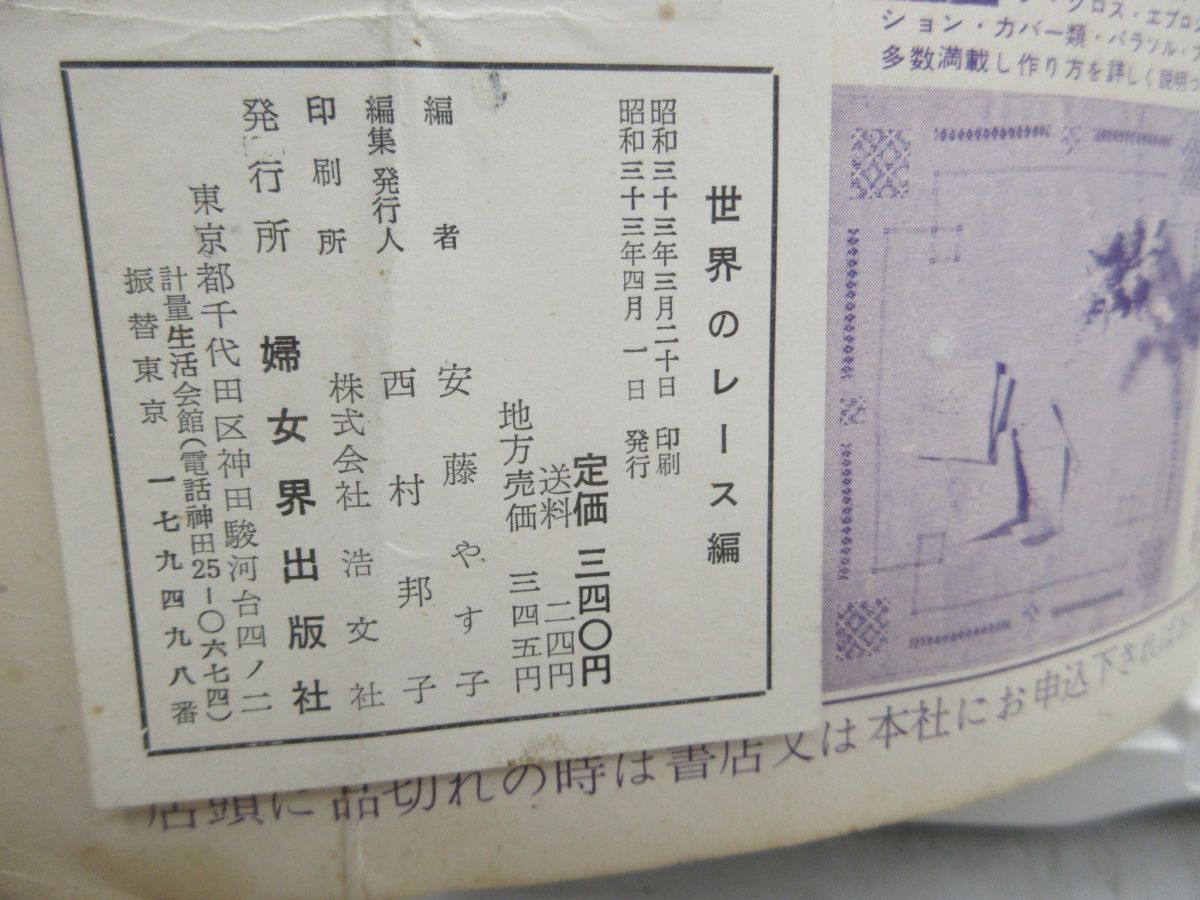 世界のレース編
昭和三十三年三月二十日 印刷
昭和三十三年四月 一 日 発行
定価 三四〇円
送料 二四円
地方売価 三四五円
編者 安藤やす子
編集発行人 西村邦子
印刷所 株式会社 浩文社
発行所 婦女界出版社
東京都千代田区神田駿河台四ノ二
計量生活会館(電話神田25-〇六七四)
振替東京 一七九四九八番
クロス・エプロ
ション・カバー類・パラソル・
多数満載し作り方を詳しく説明
店頭に品切れの時は書店又は本社にお申込下されば